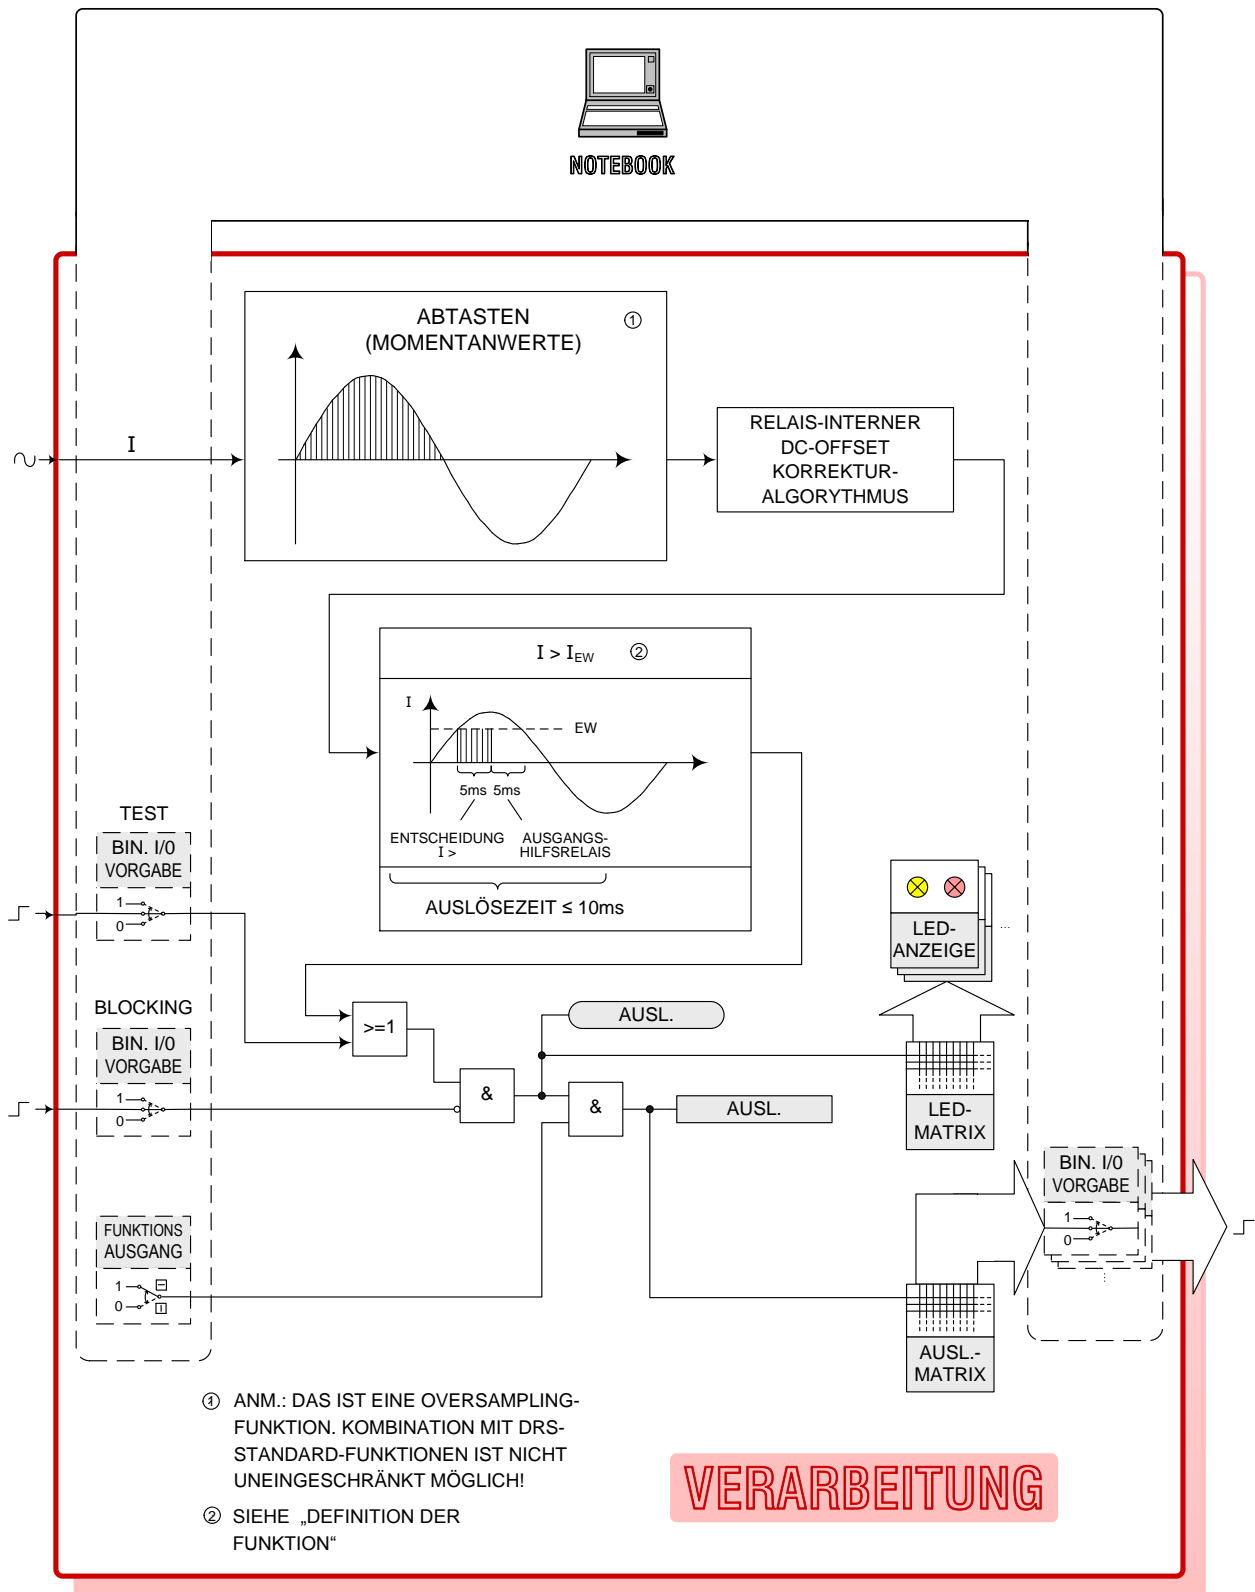 NOTEBOOK
ABTASTEN
(MOMENTANWERTE)
1
I
RELAIS-INTERNER
DC-OFFSET
KORREKTUR-
ALGORYTHMUS
I > I_EW
2
I
EW
5ms 5ms
ENTSCHEIDUNG
I >
AUSGANGS-
HILFSRELAIS
AUSLÖSEZEIT ≤ 10ms
TEST
BIN. I/0
VORGABE
1
0
BLOCKING
BIN. I/0
VORGABE
1
0
FUNKTIONS
AUSGANG
1
0
>=1
&
&
AUSL.
AUSL.
LED-
ANZEIGE
...
LED-
MATRIX
BIN. I/0
VORGABE
1
0
...
AUSL.-
MATRIX
① ANM.: DAS IST EINE OVERSAMPLING-
FUNKTION. KOMBINATION MIT DRS-
STANDARD-FUNKTIONEN IST NICHT
UNEINGESCHRÄNKT MÖGLICH!
② SIEHE „DEFINITION DER
FUNKTION“
VERARBEITUNG